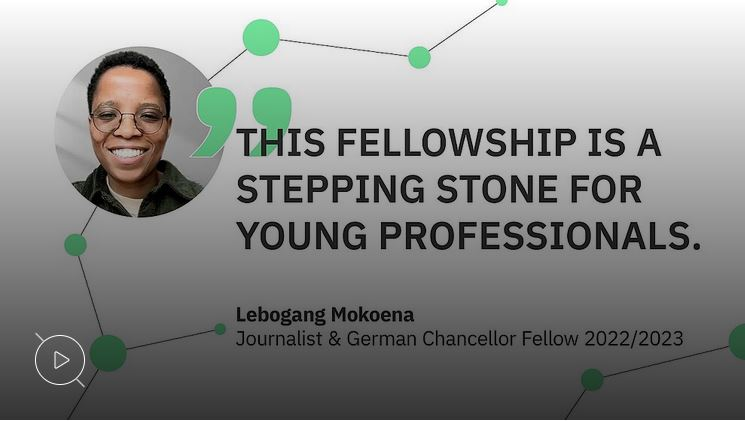 THIS FELLOWSHIP IS A
STEPPING STONE FOR
YOUNG PROFESSIONALS.
Lebogang Mokoena
Journalist & German Chancellor Fellow 2022/2023